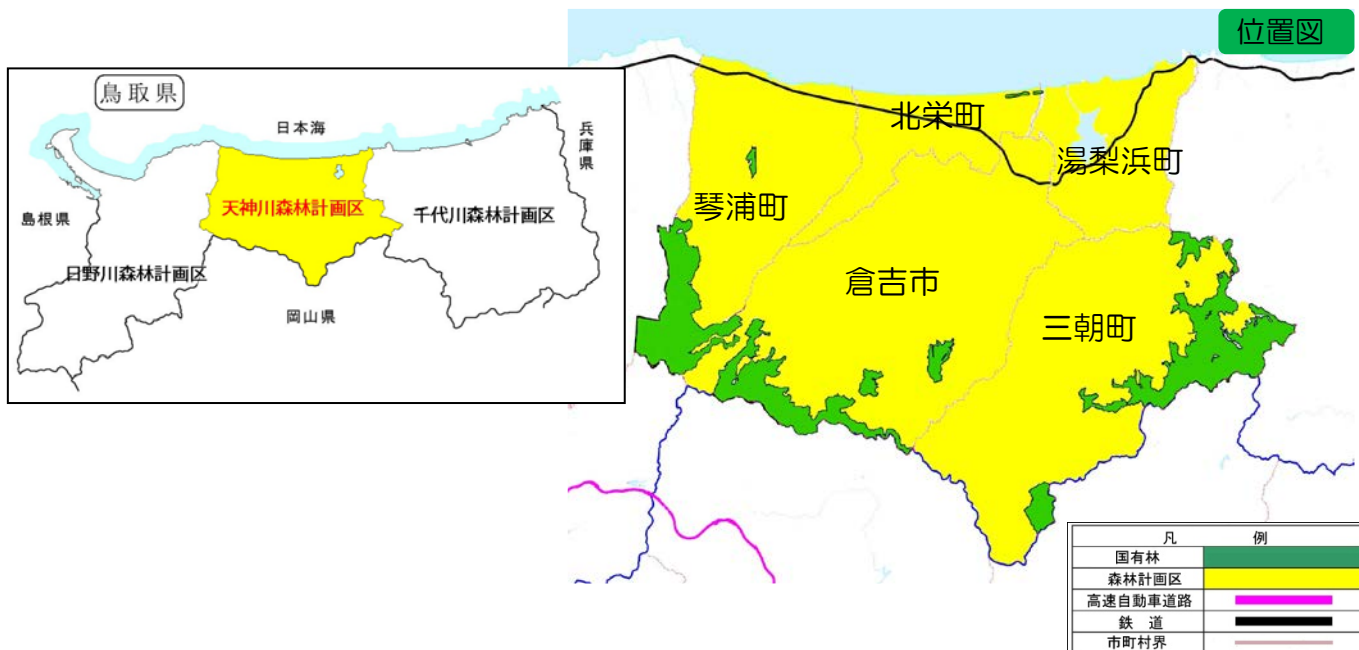 位置図
鳥取県
日本海
兵庫県
島根県
天神川森林計画区
千代川森林計画区
日野川森林計画区
岡山県
北栄町
湯梨浜町
琴浦町
倉吉市
三朝町
凡 例
国有林
森林計画区
高速自動車道路
鉄 道
市町村界